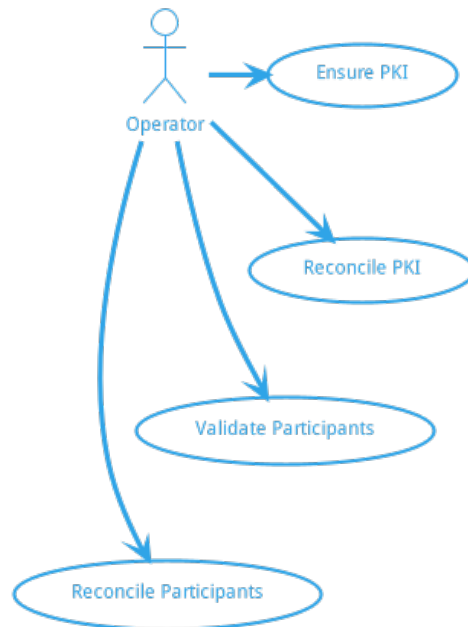 Ensure PKI
Operator
Reconcile PKI
Validate Participants
Reconcile Participants